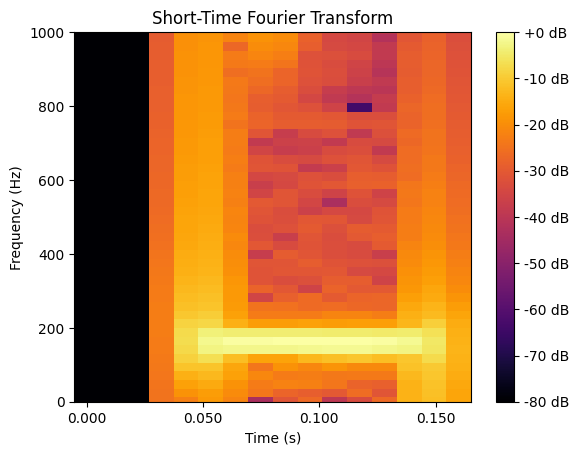 Short-Time Fourier Transform
1000
800
600
400
200
0
Frequency (Hz)
0.000
0.050
0.100
0.150
Time (s)
+0 dB
-10 dB
-20 dB
-30 dB
-40 dB
-50 dB
-60 dB
-70 dB
-80 dB